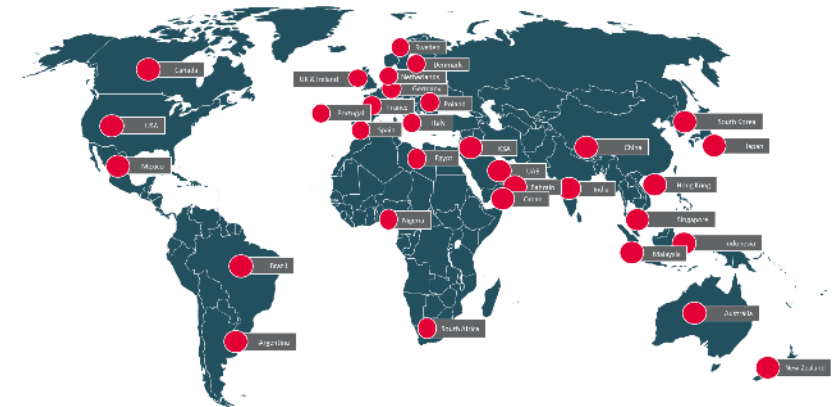 Sweden
Denmark
Canada
UK & Ireland
Netherlands
Germany
Poland
France
Portugal
USA
Italy
Spain
South Korea
Japan
KSA
China
Egypt
Mexico
UAE
Bahrain
India
Hong Kong
Oman
Nigeria
Singapore
Indonesia
Malaysia
Brazil
Australia
South Africa
Argentina
New Zealand